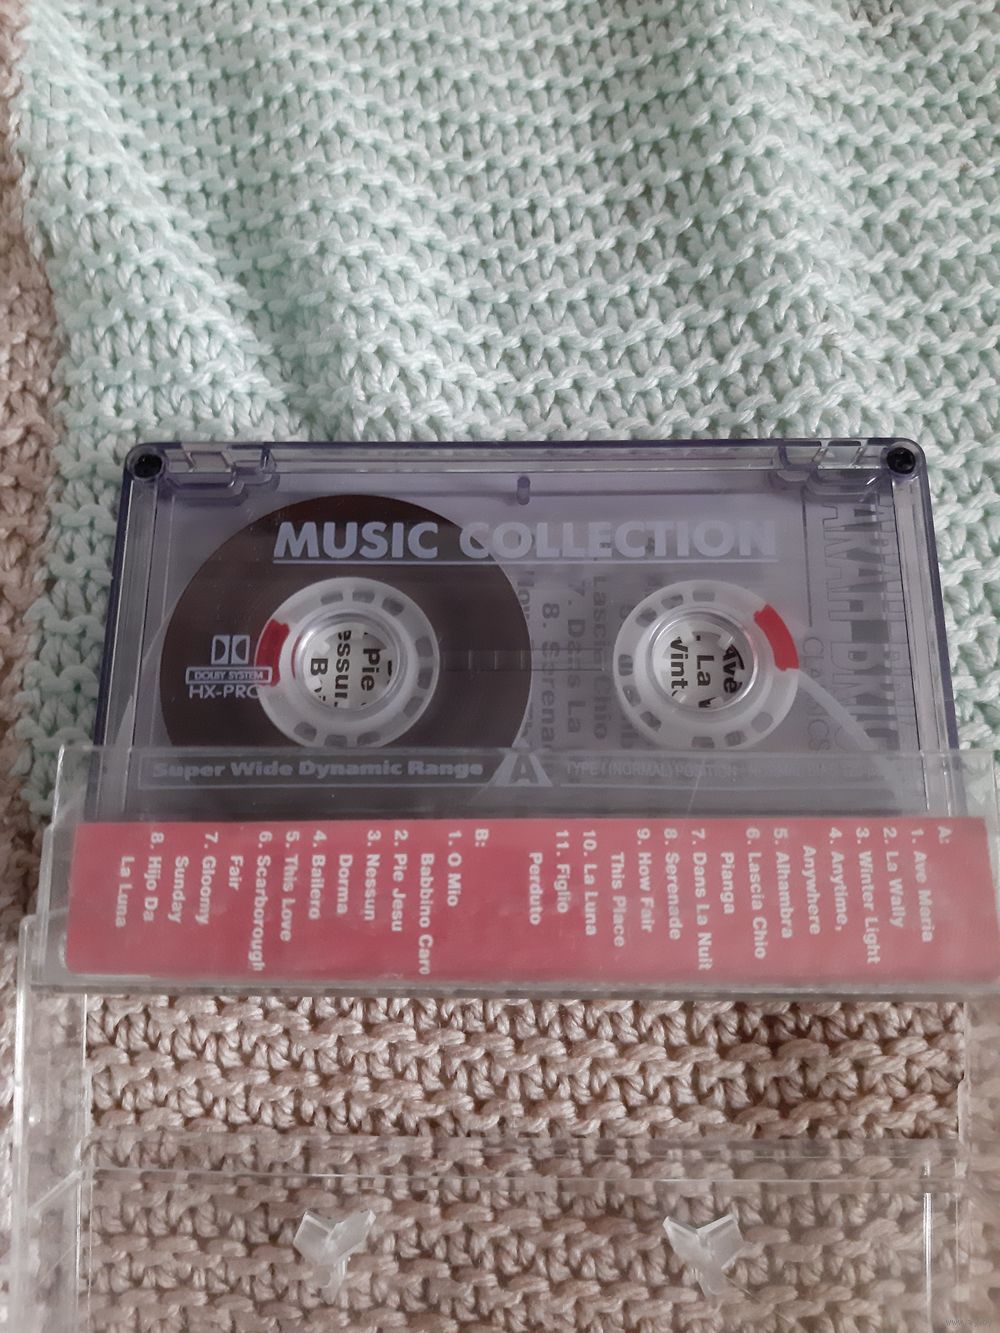 MUSIC COLLECTION
DOLBY SYSTEM
HX-PRO
Super Wide Dynamic Range
A
TYPE I (NORMAL) POSITION
A:
1. Ave Maria
2. La Wally
3. Winter Light
4. Anytime,
Anywhere
5. Alhambra
6. Lascia Chio
Pianga
7. Dans La Nuit
8. Serenade
9. How Fair
This Place
10. La Luna
11. Figlio
Perduto
B:
1. O Mio
Babbino Caro
2. Pie Jesu
3. Nessun
Dorma
4. Bailero
5. This Love
6. Scarborough
Fair
7. Gloomy
Sunday
8. Hijo Da
La Luna